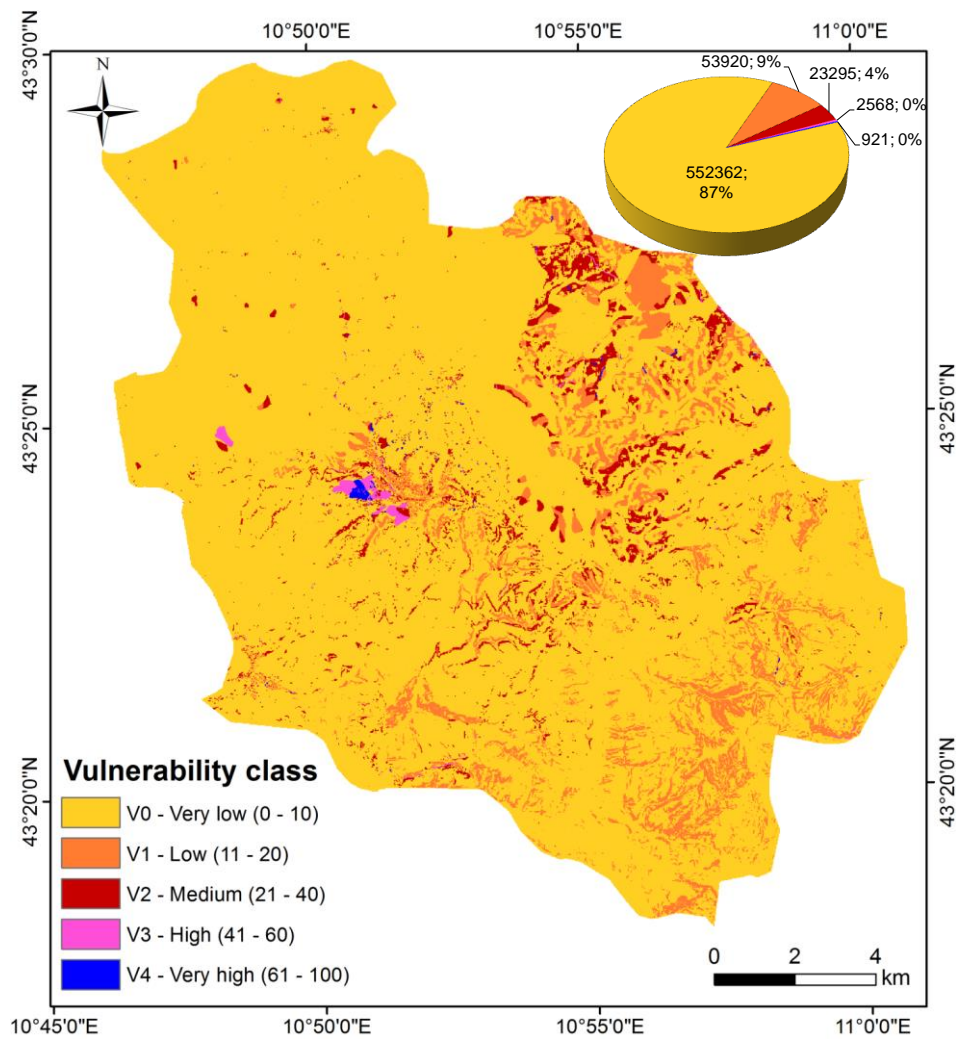 10°50'0"E
10°55'0"E
11°0'0"E
43°30'0"N
N
53920; 9%
23295; 4%
2568; 0%
921; 0%
552362;
87%
43°25'0"N
43°25'0"N
Vulnerability class
V0 - Very low (0 - 10)
V1 - Low (11 - 20)
V2 - Medium (21 - 40)
V3 - High (41 - 60)
V4 - Very high (61 - 100)
43°20'0"N
43°20'0"N
0 2 4
km
10°45'0"E
10°50'0"E
10°55'0"E
11°0'0"E